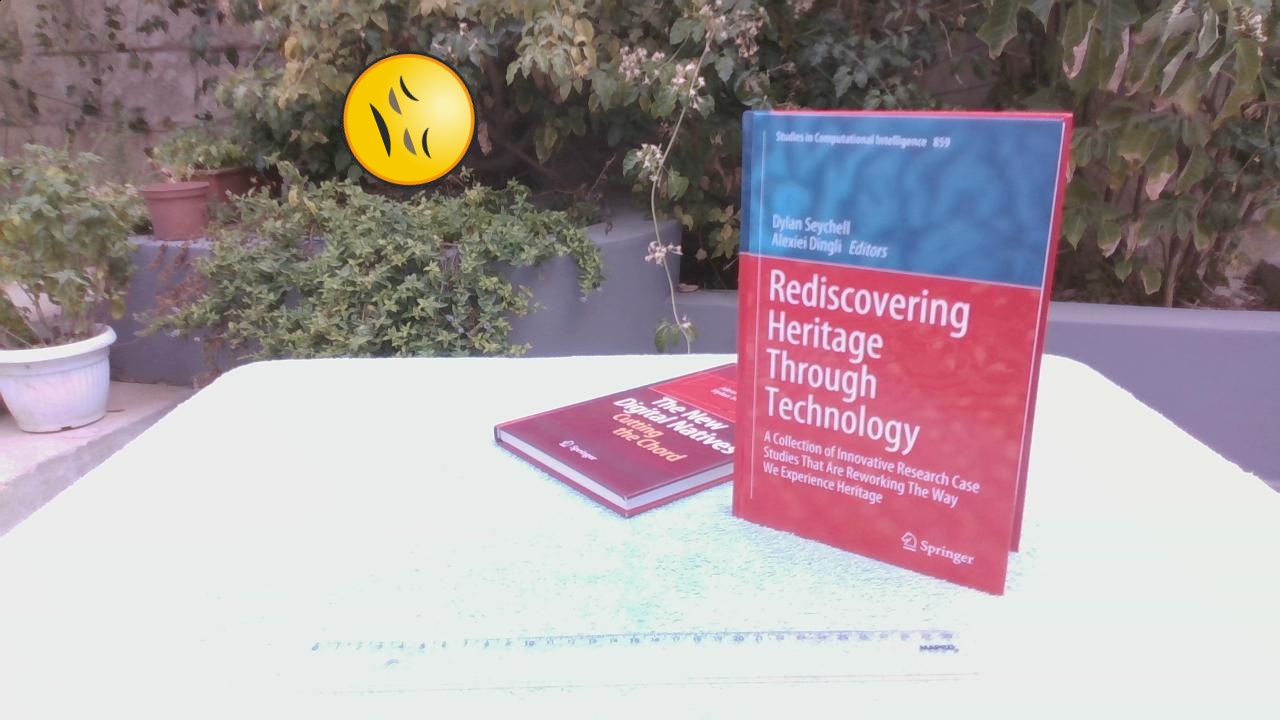 Studies in Computational Intelligence 859
Dylan Seychell
Alexiei Dingli Editors
Rediscovering
Heritage
Through
Technology
A Collection of Innovative Research Case
Studies That Are Reworking The Way
We Experience Heritage
Springer
The New
Digital Natives
Cutting
the Chord
Springer